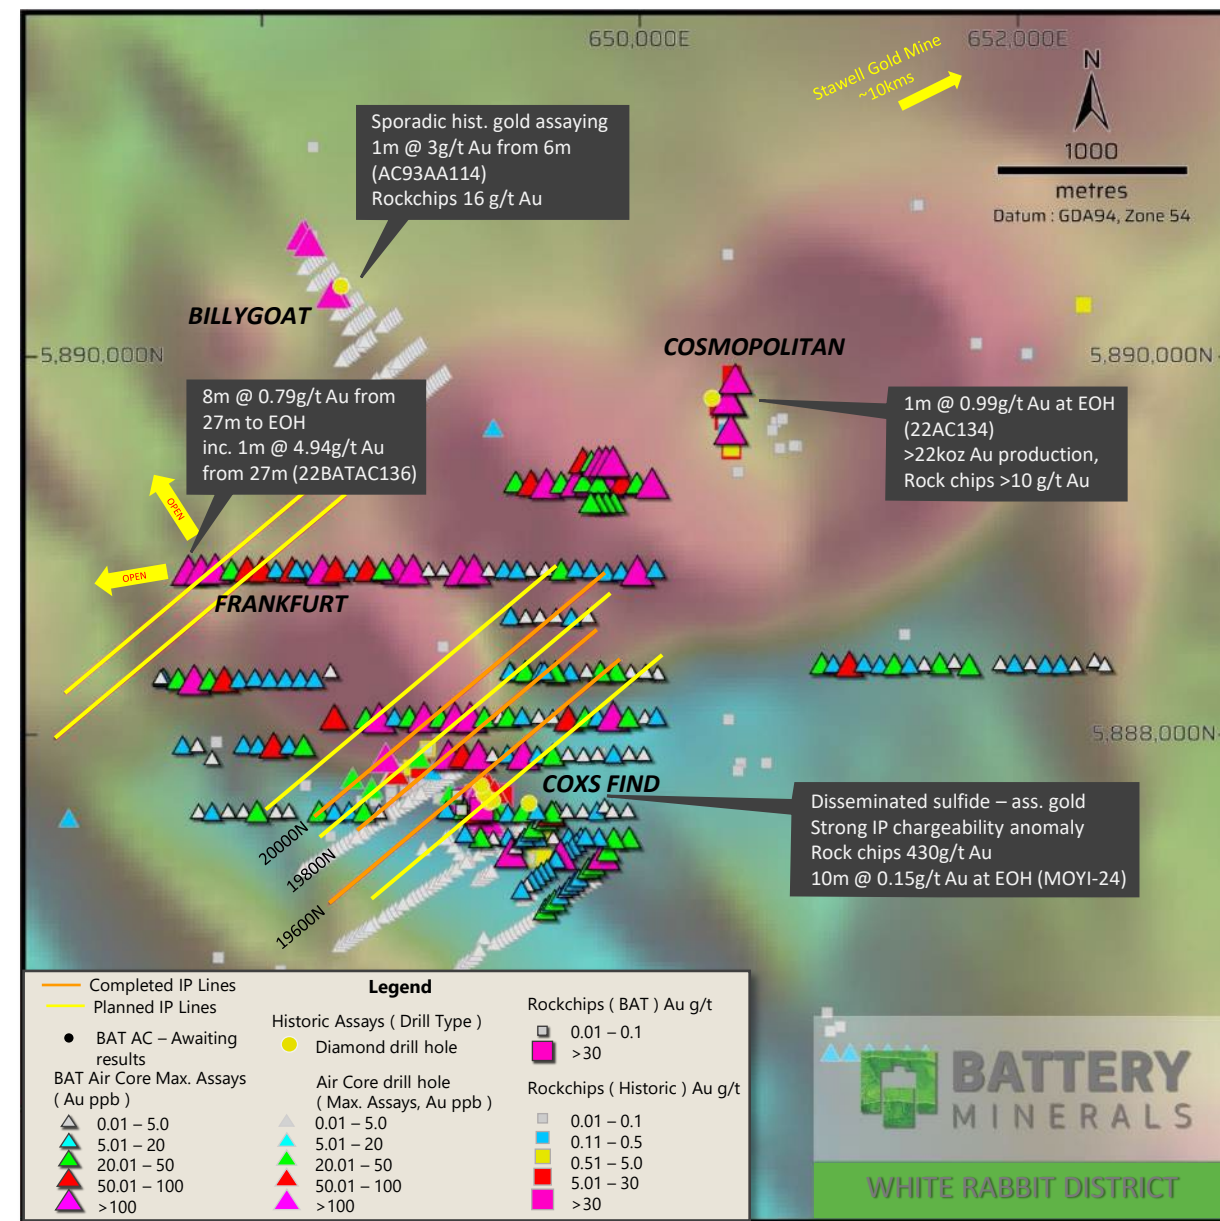 650,000E
652,000E
Stawell Gold Mine
~10kms
N
1000
metres
Datum : GDA94, Zone 54
Sporadic hist. gold assaying
1m @ 3g/t Au from 6m
(AC93AA114)
Rockchips 16 g/t Au
BILLYGOAT
COSMOPOLITAN
5,890,000N
5,890,000N
8m @ 0.79g/t Au from
27m to EOH
inc. 1m @ 4.94g/t Au
from 27m (22BATAC136)
1m @ 0.99g/t Au at EOH
(22AC134)
>22koz Au production,
Rock chips >10 g/t Au
OPEN
OPEN
FRANKFURT
5,888,000N
COXS FIND
Disseminated sulfide – ass. gold
Strong IP chargeability anomaly
Rock chips 430g/t Au
10m @ 0.15g/t Au at EOH (MOYI-24)
20000N
19800N
19600N
Completed IP Lines
Planned IP Lines
BAT AC – Awaiting
results
BAT Air Core Max. Assays
( Au ppb )
0.01 – 5.0
5.01 – 20
20.01 – 50
50.01 – 100
>100
Legend
Historic Assays ( Drill Type )
Diamond drill hole
Air Core drill hole
( Max. Assays, Au ppb )
0.01 – 5.0
5.01 – 20
20.01 – 50
50.01 – 100
>100
Rockchips ( BAT ) Au g/t
0.01 – 0.1
>30
Rockchips ( Historic ) Au g/t
0.01 – 0.1
0.11 – 0.5
0.51 – 5.0
5.01 – 30
>30
BATTERY
MINERALS
WHITE RABBIT DISTRICT